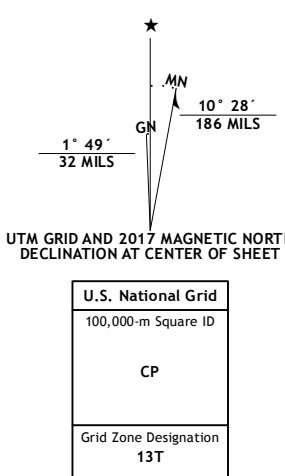 ★
MN
10° 28´
186 MILS
GN
1° 49´
32 MILS
UTM GRID AND 2017 MAGNETIC NORT
DECLINATION AT CENTER OF SHEET
U.S. National Grid
100,000-m Square ID
CP
Grid Zone Designation
13T